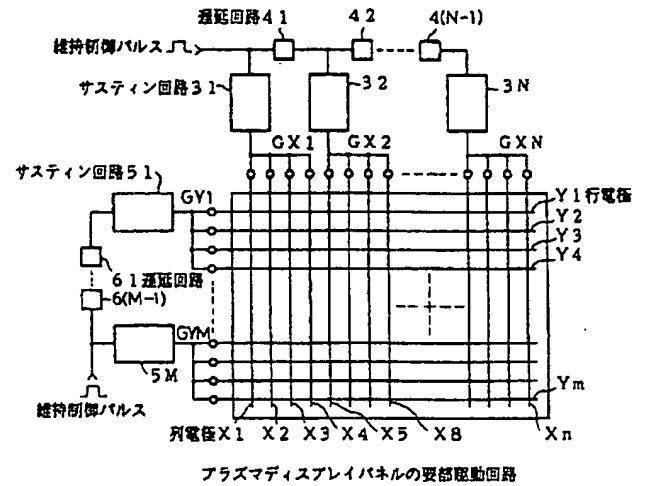 遅延回路41
42
4(N-1)
維持制御パルス
サスティン回路31
32
3N
GX1
GX2
GXN
サスティン回路51
GY1
Y1行電極
Y2
Y3
Y4
61遅延回路
6(M-1)
GYM
5M
維持制御パルス
Ym
列電極X1
X2
X3
X4
X5
X8
Xn
プラズマディスプレイパネルの要部駆動回路